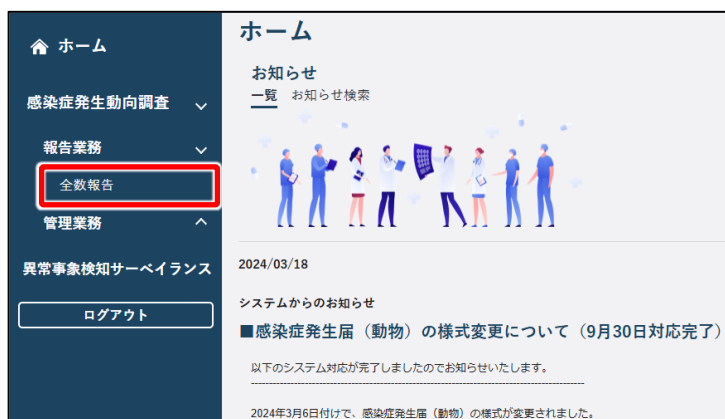 ホーム
感染症発生動向調査
報告業務
全数報告
管理業務
異常事象検知サーベイランス
ログアウト
ホーム
お知らせ
一覧 お知らせ検索
2024/03/18
システムからのお知らせ
■感染症発生届（動物）の様式変更について（9月30日対応完了）
以下のシステム対応が完了しましたのでお知らせいたします。
--------------------------------------------------------------------------------
2024年3月6日付けで、感染症発生届（動物）の様式が変更されました。